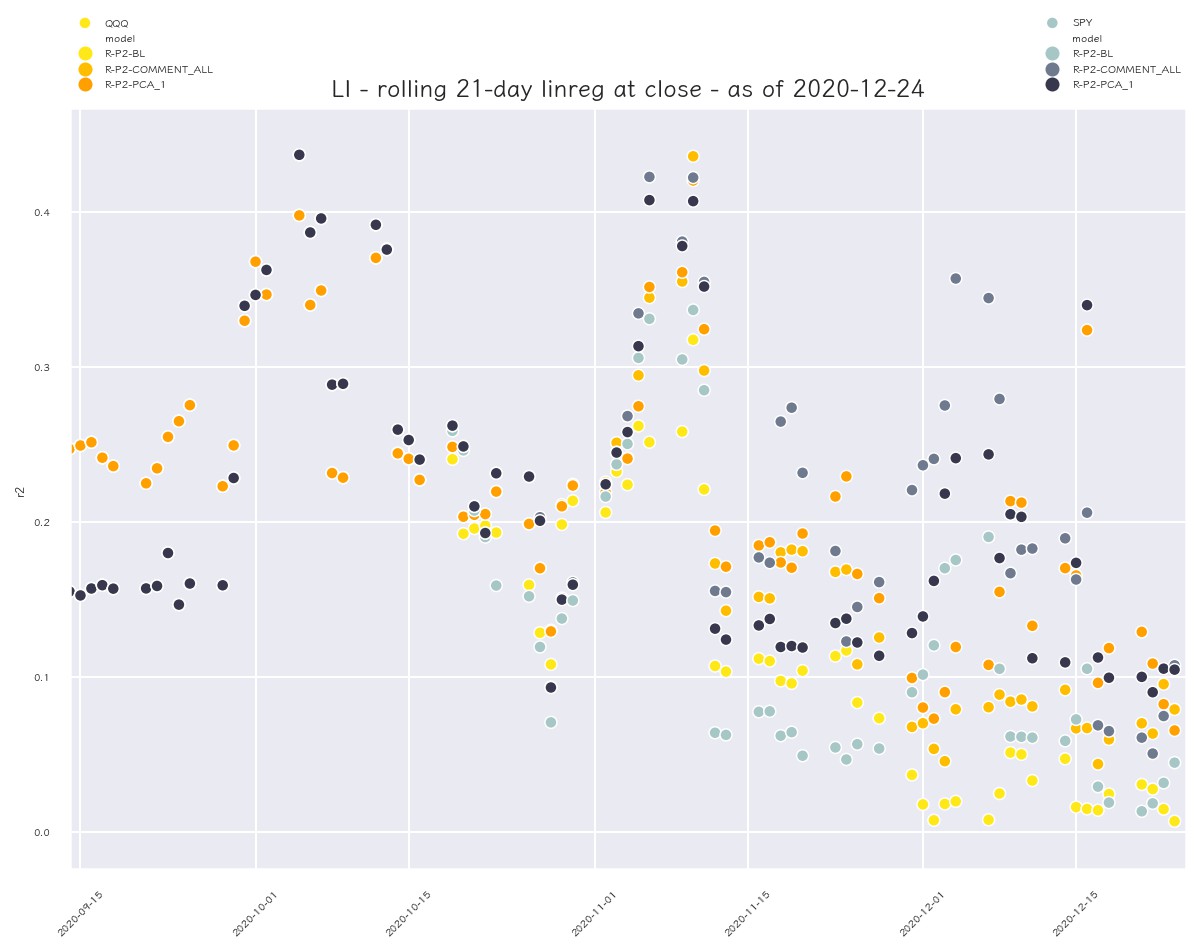 QQQ
model
R-P2-BL
R-P2-COMMENT_ALL
R-P2-PCA_1
SPY
model
R-P2-BL
R-P2-COMMENT_ALL
R-P2-PCA_1
LI - rolling 21-day linreg at close - as of 2020-12-24
r2
0.4
0.3
0.2
0.1
0.0
2020-09-15
2020-10-01
2020-10-15
2020-11-01
2020-11-15
2020-12-01
2020-12-15